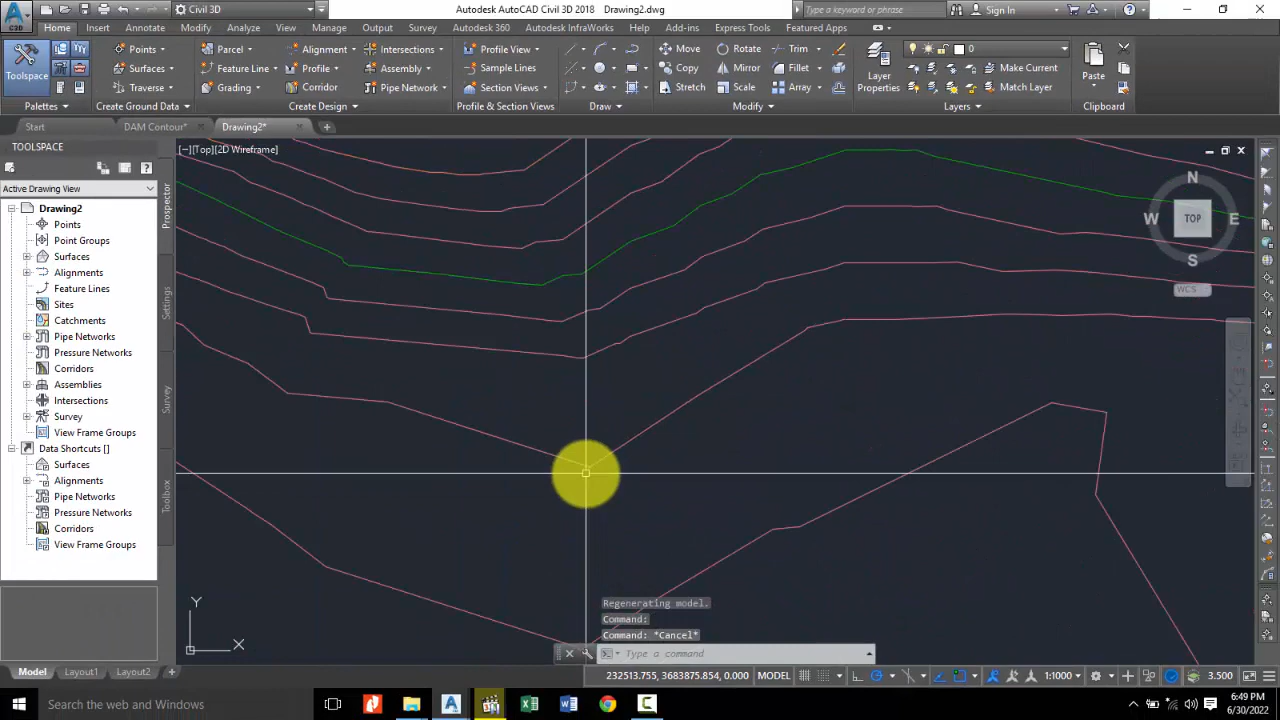 Civil 3D
Autodesk AutoCAD Civil 3D 2018 Drawing2.dwg
Type a keyword or phrase
Sign In
C3D
Home Insert Annotate Modify Analyze View Manage Output Survey Autodesk 360 Autodesk InfraWorks Help Add-ins Express Tools Featured Apps
Toolspace
Points
Surfaces
Traverse
Parcel
Feature Line
Grading
Alignment
Profile
Corridor
Intersections
Assembly
Pipe Network
Profile View
Sample Lines
Section Views
Move
Copy
Stretch
Rotate
Mirror
Scale
Trim
Fillet
Array
Layer
Properties
0
Make Current
Match Layer
Paste
Palettes
Create Ground Data
Create Design
Profile & Section Views
Draw
Modify
Layers
Clipboard
Start
DAM Contour*
Drawing2*
TOOLSPACE
Active Drawing View
Drawing2
Points
Point Groups
Surfaces
Alignments
Feature Lines
Sites
Catchments
Pipe Networks
Pressure Networks
Corridors
Assemblies
Intersections
Survey
View Frame Groups
Data Shortcuts []
Surfaces
Alignments
Pipe Networks
Pressure Networks
Corridors
View Frame Groups
Prospector
Settings
Survey
Toolbox
[−][Top][2D Wireframe]
N
W
TOP
E
S
WCS
Y
X
Regenerating model.
Command:
Command: *Cancel*
Type a command
Model
Layout1
Layout2
232513.755, 3683875.854, 0.000
MODEL
1:1000
3.500
Search the web and Windows
6:49 PM
6/30/2022